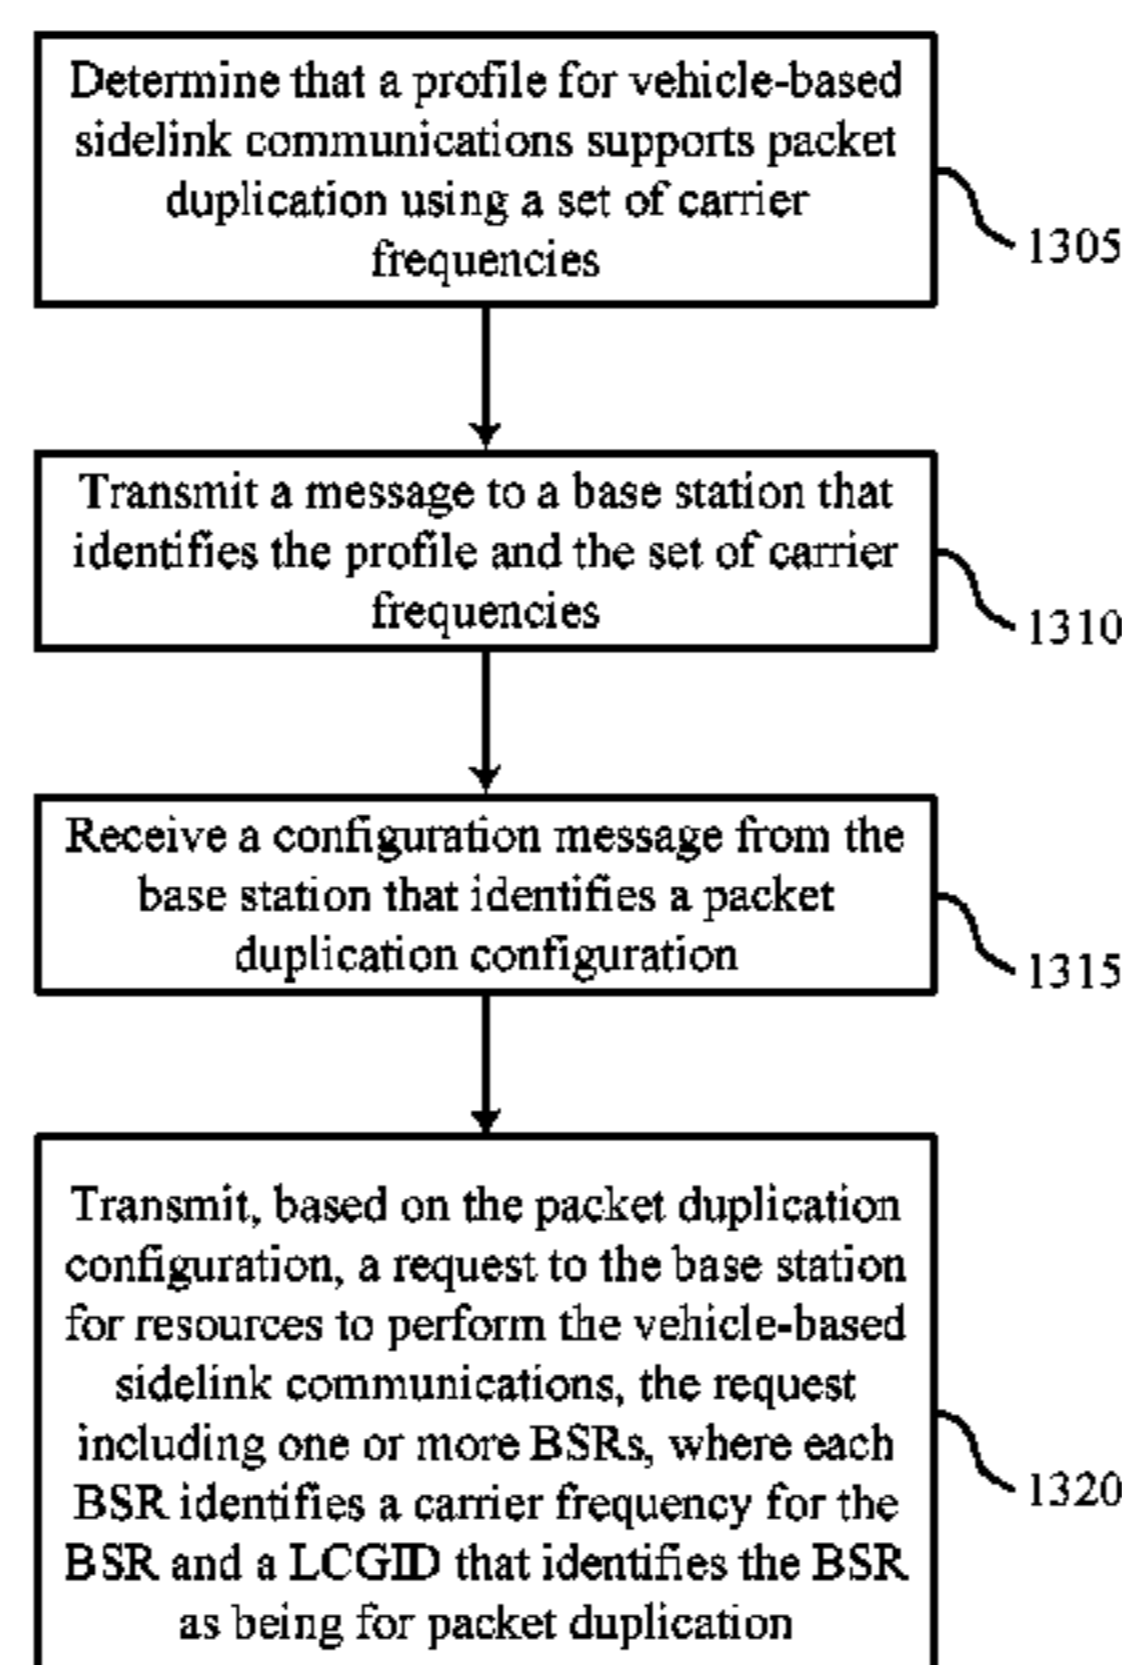 Determine that a profile for vehicle-based
sidelink communications supports packet
duplication using a set of carrier
frequencies
1305
Transmit a message to a base station that
identifies the profile and the set of carrier
frequencies
1310
Receive a configuration message from the
base station that identifies a packet
duplication configuration
1315
Transmit, based on the packet duplication
configuration, a request to the base station
for resources to perform the vehicle-based
sidelink communications, the request
including one or more BSRs, where each
BSR identifies a carrier frequency for the
BSR and a LCGID that identifies the BSR
as being for packet duplication
1320